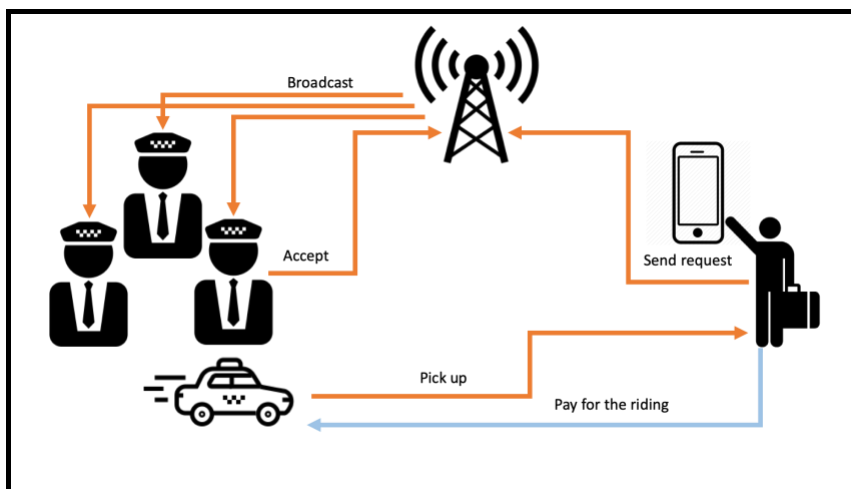 Broadcast
Accept
Send request
Pick up
Pay for the riding